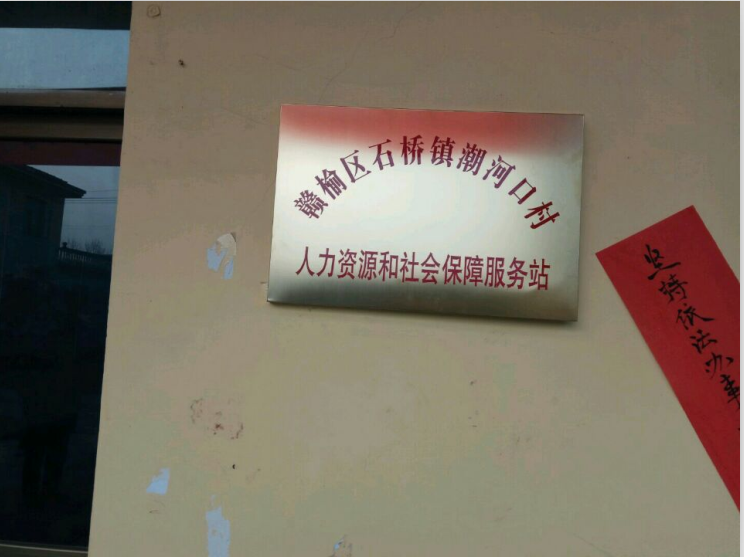 赣榆区石桥镇潮河口村
人力资源和社会保障服务站
坚持依法办事